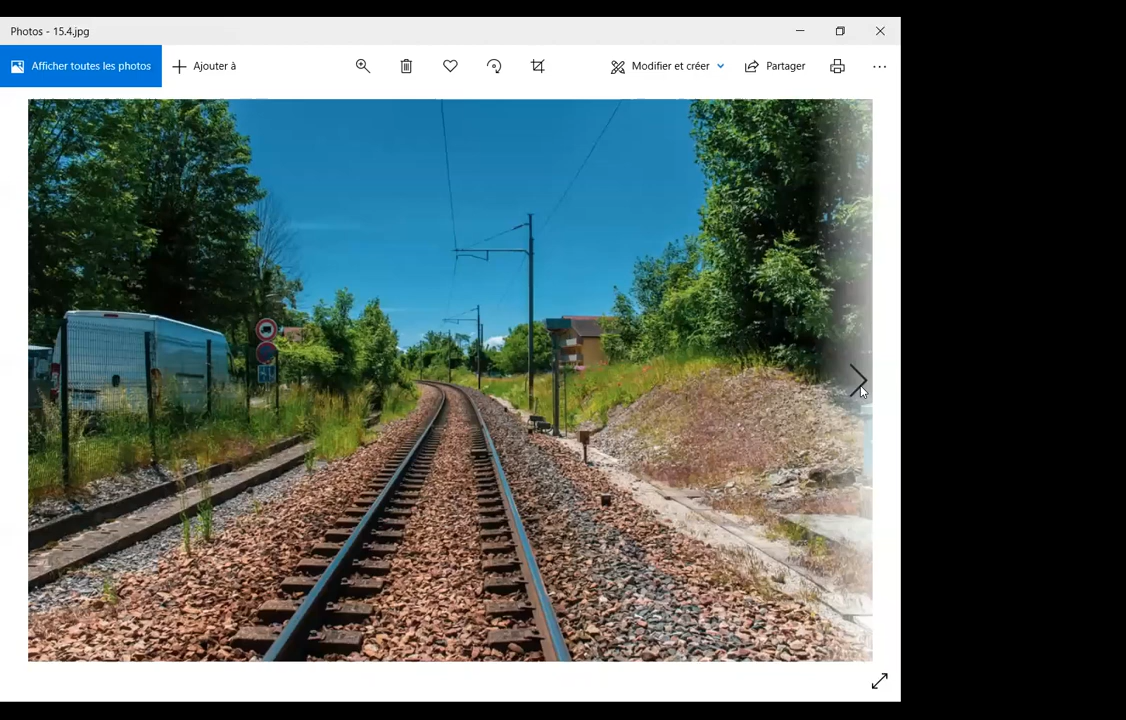 Photos - 15.4.jpg
Afficher toutes les photos
Ajouter à
Modifier et créer
Partager